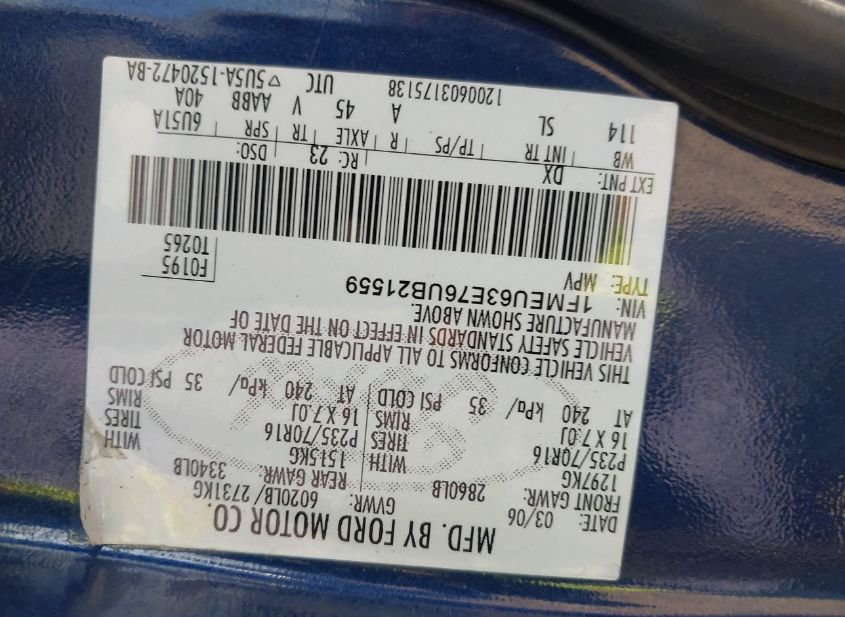 MFD. BY FORD MOTOR CO.
DATE: 03/06 GVWR: 6020LB/ 2731KG
FRONT GAWR: 2860LB REAR GAWR: 3340LB
1297KG 1515KG
P235/70R16 WITH TIRES P235/70R16 WITH TIRES
16 X 7.0J RIMS 16 X 7.0J RIMS
AT 240 kPa/ 35 PSI COLD AT 240 kPa/ 35 PSI COLD
THIS VEHICLE CONFORMS TO ALL APPLICABLE FEDERAL MOTOR
VEHICLE SAFETY STANDARDS IN EFFECT ON THE DATE OF
MANUFACTURE SHOWN ABOVE.
VIN: 1FMEU63E76UB21559 F0195
TYPE: MPV T0265
EXT PNT: DX RC: 23 DSO:
WB INT TR TP/PS R AXLE TR SPR 6U51A
114 SL A 45 V AABB 40A
1200603175138 UTC ▽5U5A-1520472-BA